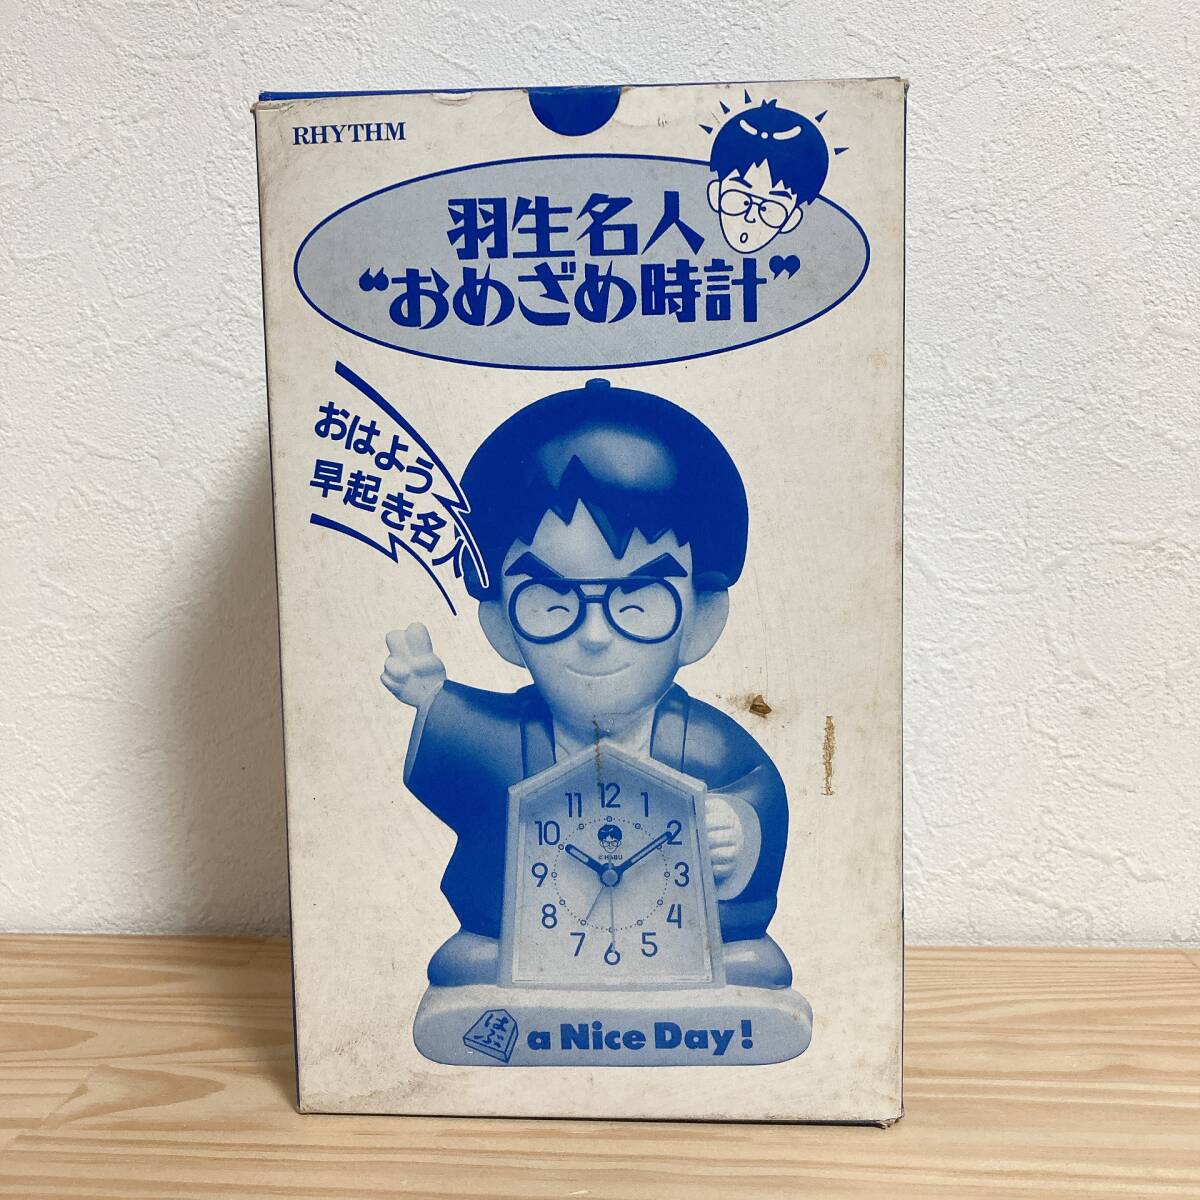 RHYTHM
羽生名人
“おめざめ時計”
おはよう
早起き名人
11 12 1
10 2
9 3
8 4
7 6 5
©HABU
はぶ a Nice Day!